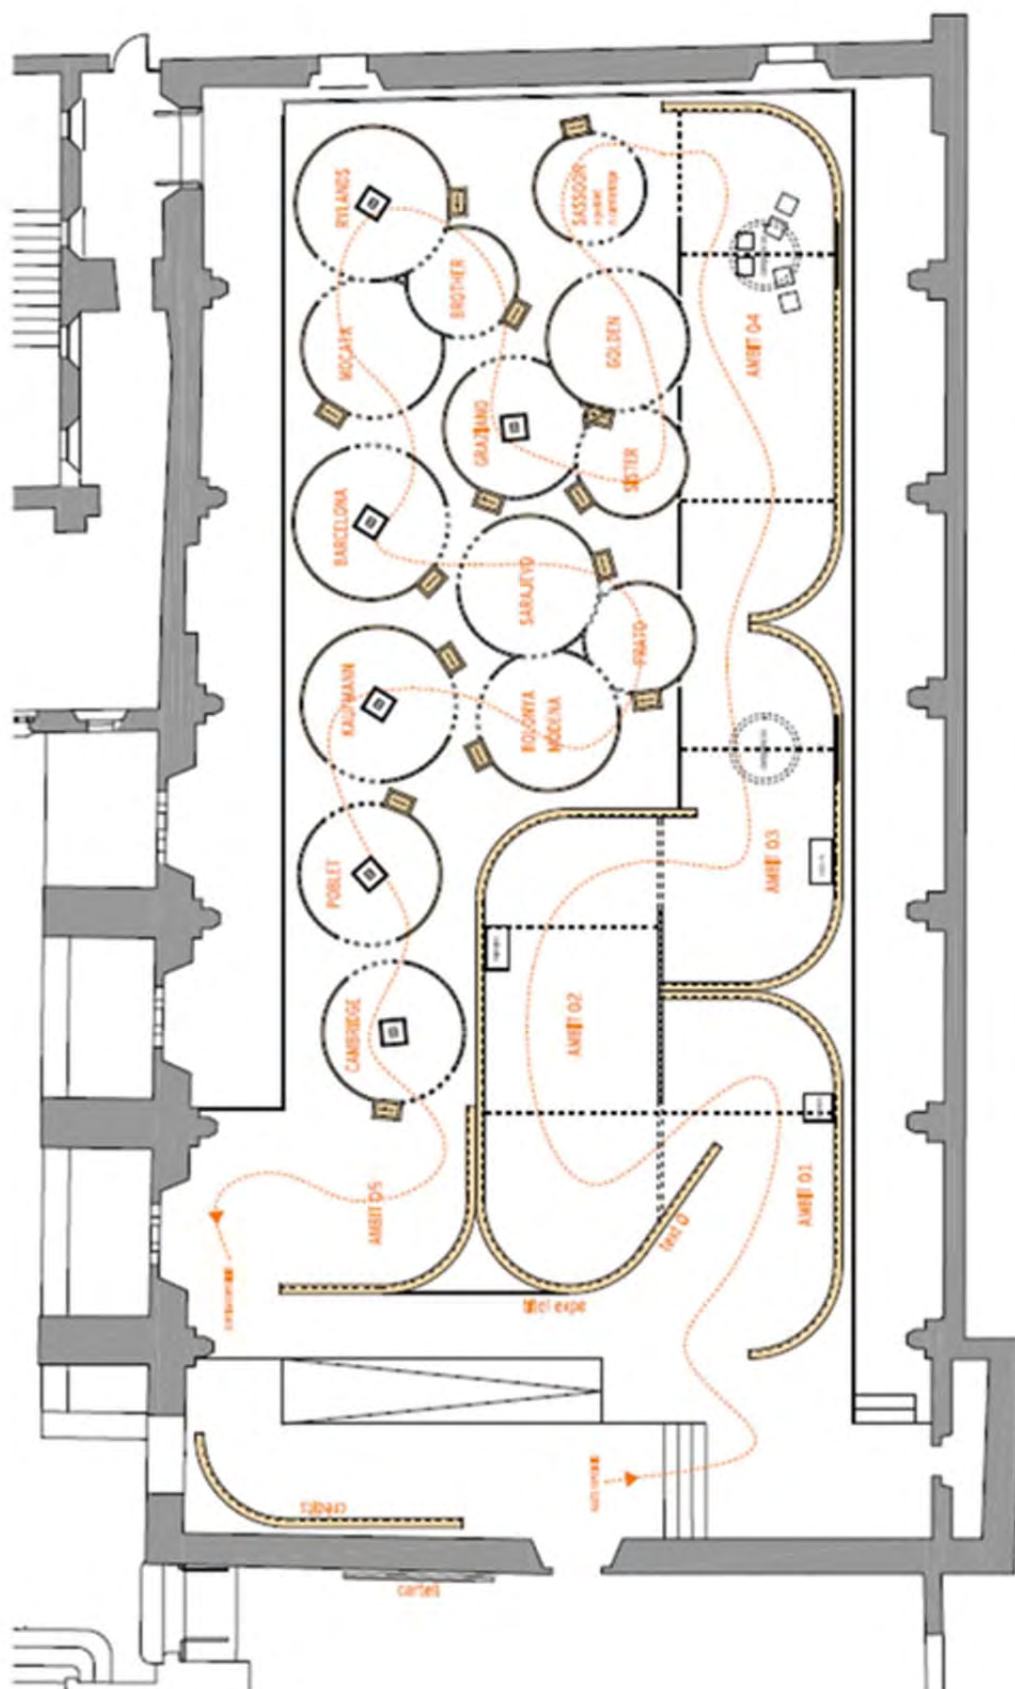 RYLANDS
SASSOON
BROTHER
MOCATTA
GOLDEN
AMBIT 04
GRAZIANO
SISTER
BARCELONA
SARAJEVO
PRATO
KAUFMANN
BOLONYA
MÒDENA
POBLET
AMBIT 03
CAMBRIDGE
AMBIT 02
AMBIT 01
AMBIT 05
text 0
títol expo
crèdits
cartell